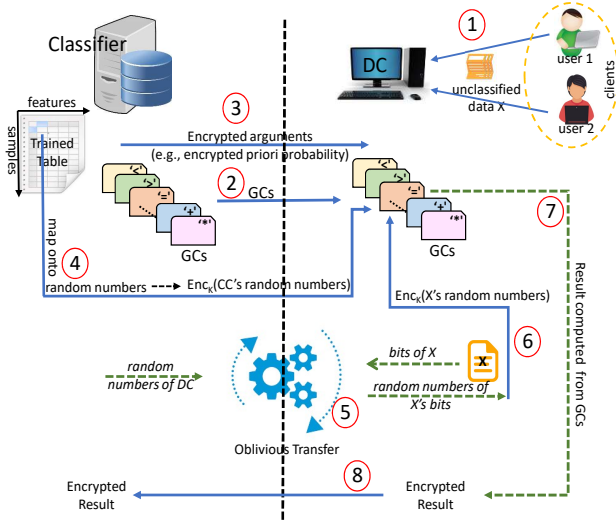 Classifier
1
DC
user 1
unclassified
data X
clients
user 2
features
samples
Trained
Table
3
Encrypted arguments
(e.g., encrypted priori probability)
'<'
'>'
'='
'+'
'*'
GCs
2
GCs
'<'
'>'
'='
'+'
'*'
GCs
7
map onto
4
random numbers
EncK(CC's random numbers)
EncK(X's random numbers)
Result computed
from GCs
6
bits of X
X
random
numbers of DC
random numbers of
X's bits
5
Oblivious Transfer
8
Encrypted
Result
Encrypted
Result